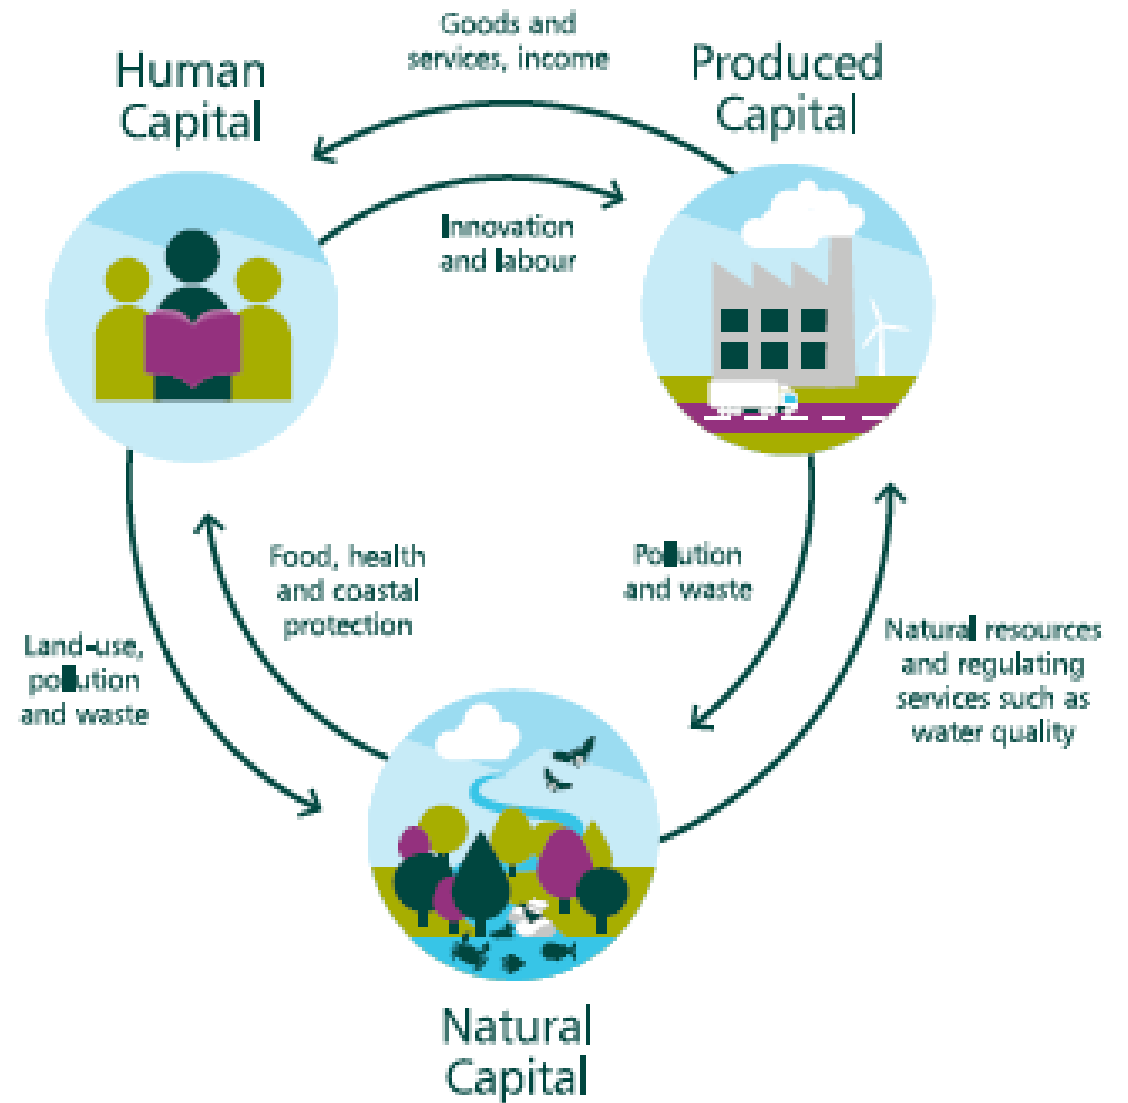 Goods and
services, income
Human
Capital
Produced
Capital
Innovation
and labour
Food, health
and coastal
protection
Pollution
and waste
Land-use,
pollution
and waste
Natural resources
and regulating
services such as
water quality
Natural
Capital